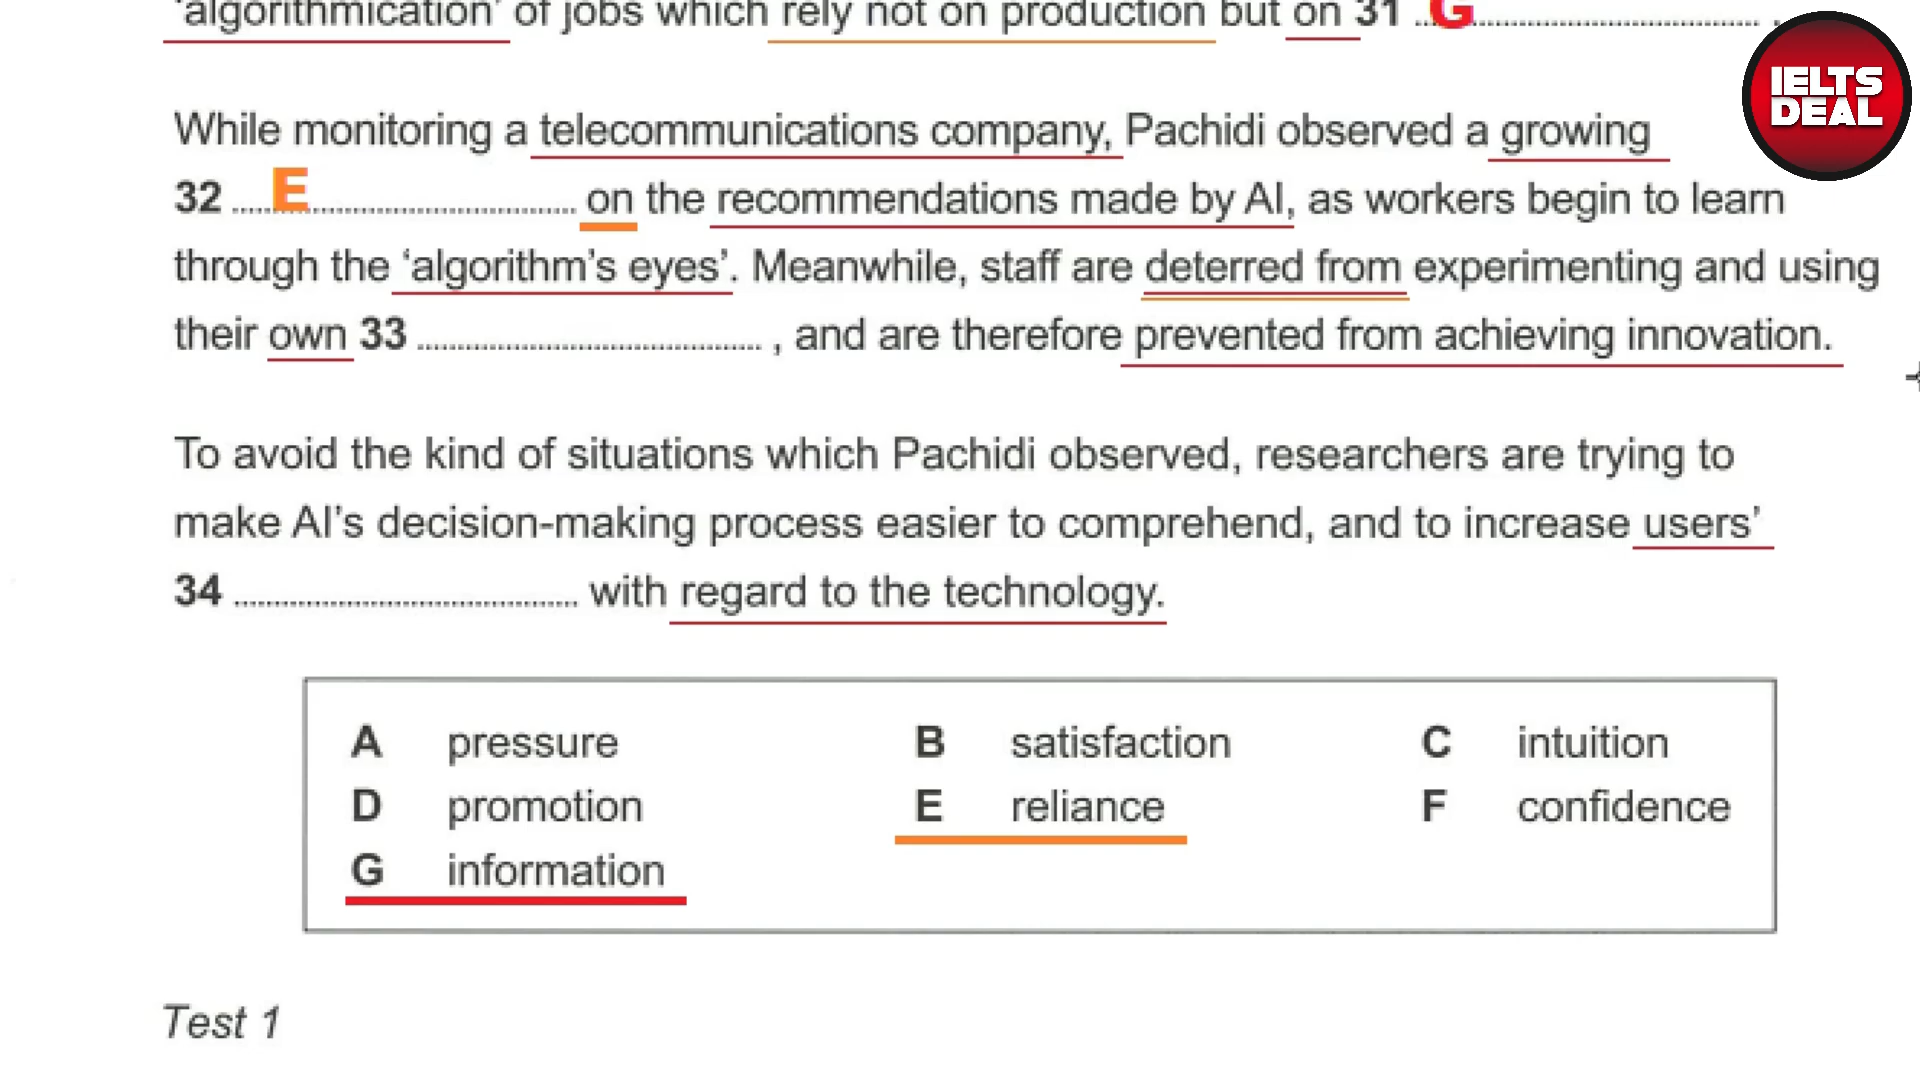 'algorithmication' of jobs which rely not on production but on 31 ...G.................................... .
IELTS
DEAL
While monitoring a telecommunications company, Pachidi observed a growing
32 ....E.................................... on the recommendations made by AI, as workers begin to learn
through the ‘algorithm’s eyes’. Meanwhile, staff are deterred from experimenting and using
their own 33 ............................................ , and are therefore prevented from achieving innovation.
To avoid the kind of situations which Pachidi observed, researchers are trying to
make AI’s decision-making process easier to comprehend, and to increase users’
34 ............................................ with regard to the technology.
A pressure B satisfaction C intuition
D promotion E reliance F confidence
G information
Test 1